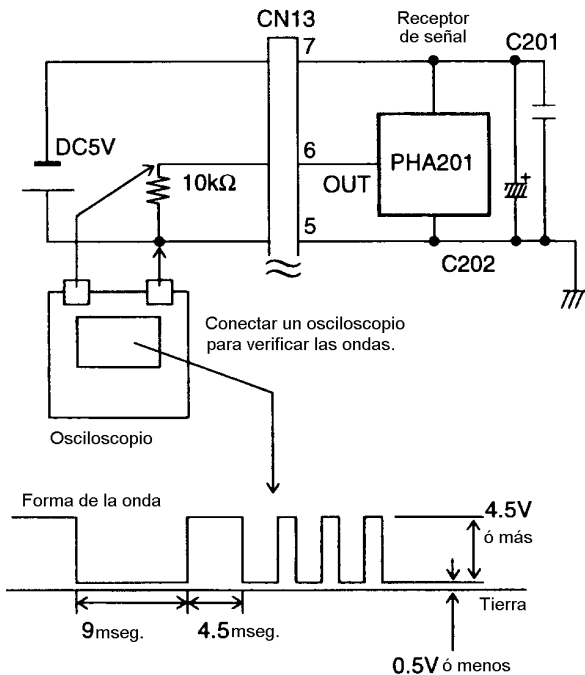 CN13
Receptor
de señal
C201
7
DC5V
6
10kΩ
OUT
PHA201
5
C202
Conectar un osciloscopio
para verificar las ondas.
Osciloscopio
Forma de la onda
4.5V
ó más
Tierra
9mseg.
4.5mseg.
0.5V ó menos